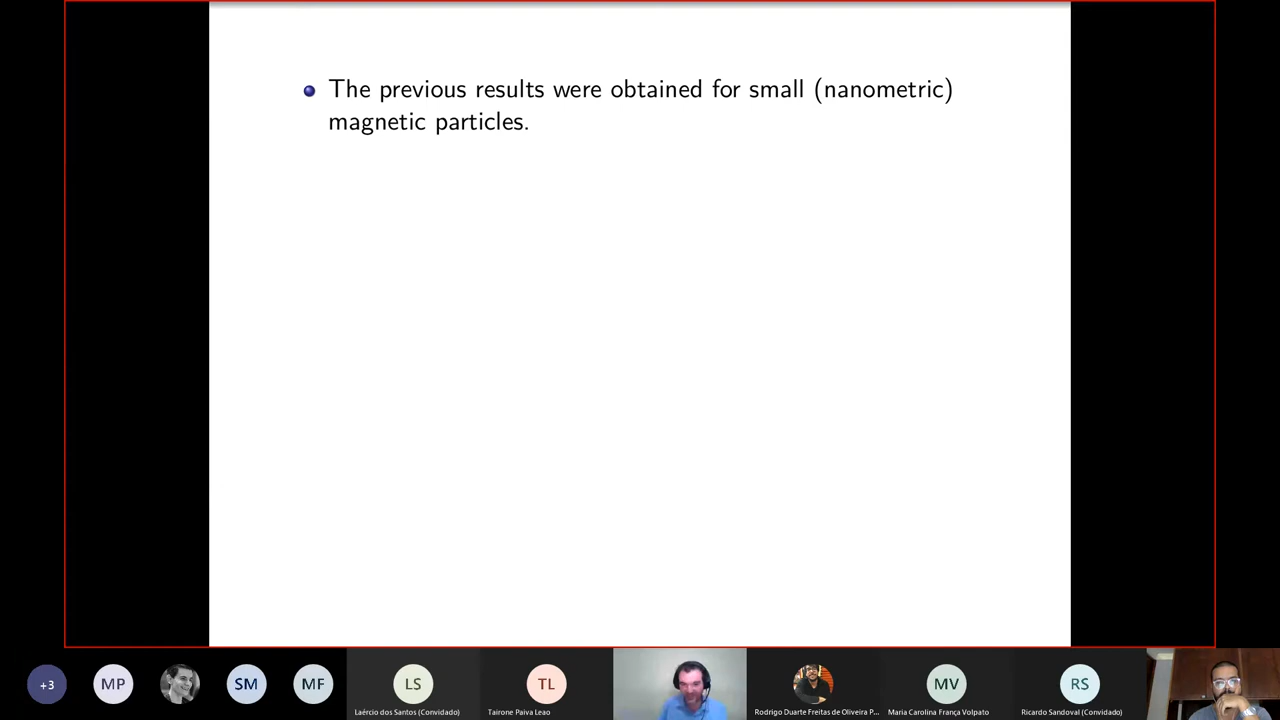 The previous results were obtained for small (nanometric)
magnetic particles.
+3
MP
SM
MF
LS
TL
MV
RS
Laércio dos Santos (Convidado)
Tairone Paiva Leao
Rodrigo Duarte Freitas de Oliveira P...
Maria Carolina França Volpato
Ricardo Sandoval (Convidado)